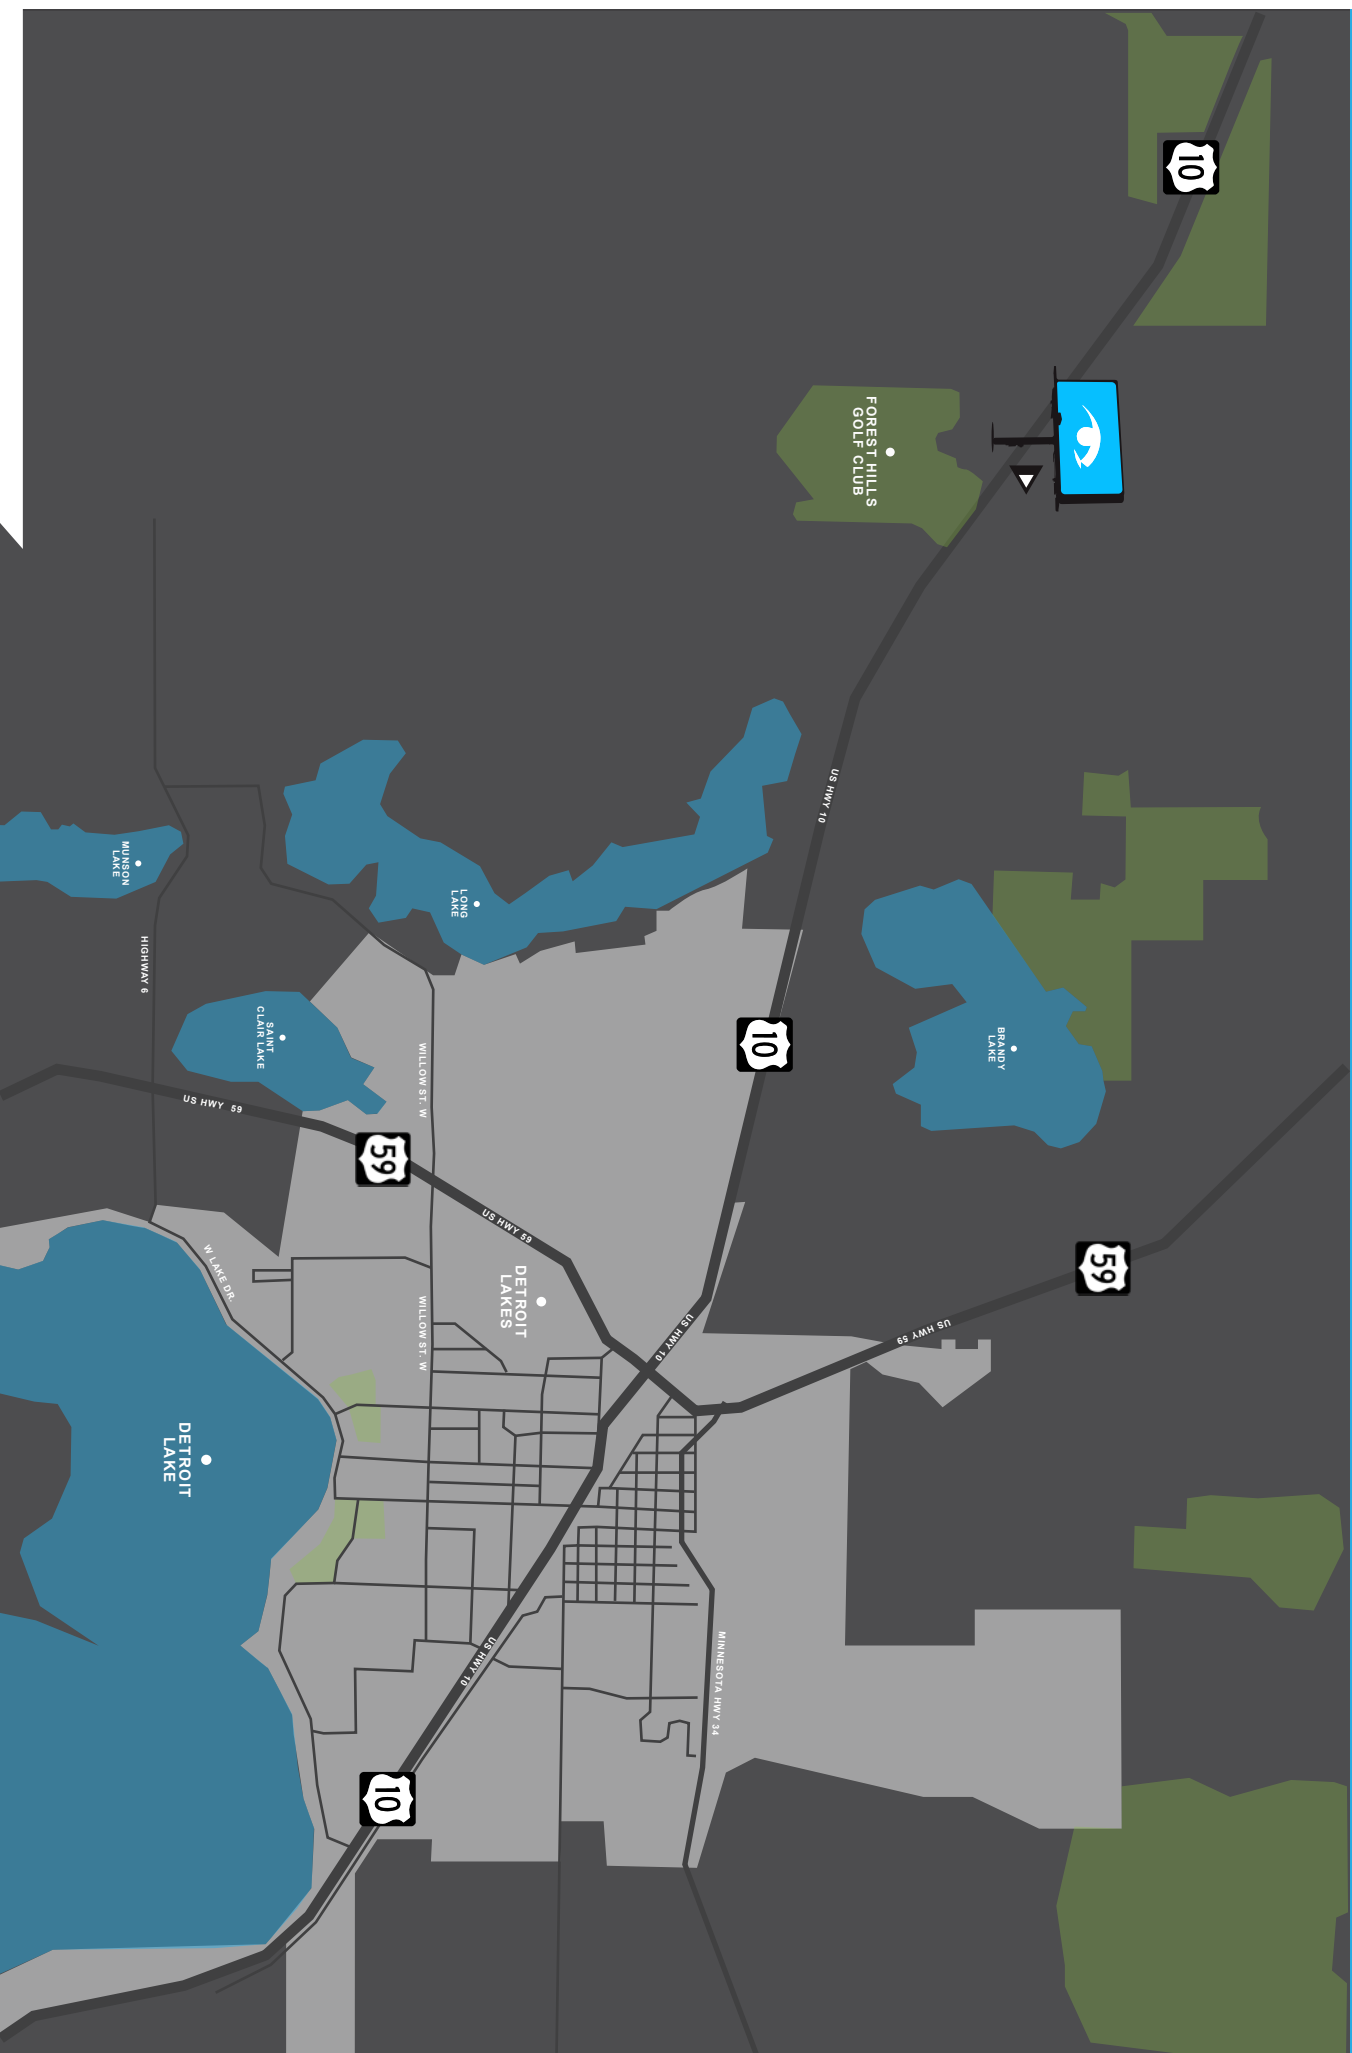 10
FOREST HILLS
GOLF CLUB
US HWY 10
MUNSON
LAKE
LONG
LAKE
HIGHWAY 6
SAINT
CLAIR LAKE
BRANDY
LAKE
WILLOW ST. W
10
US HWY 59
59
US HWY 59
W LAKE DR.
DETROIT
LAKES
WILLOW ST. W
US HWY 10
59
US HWY 59
DETROIT
LAKE
US HWY 10
MINNESOTA HWY 34
10